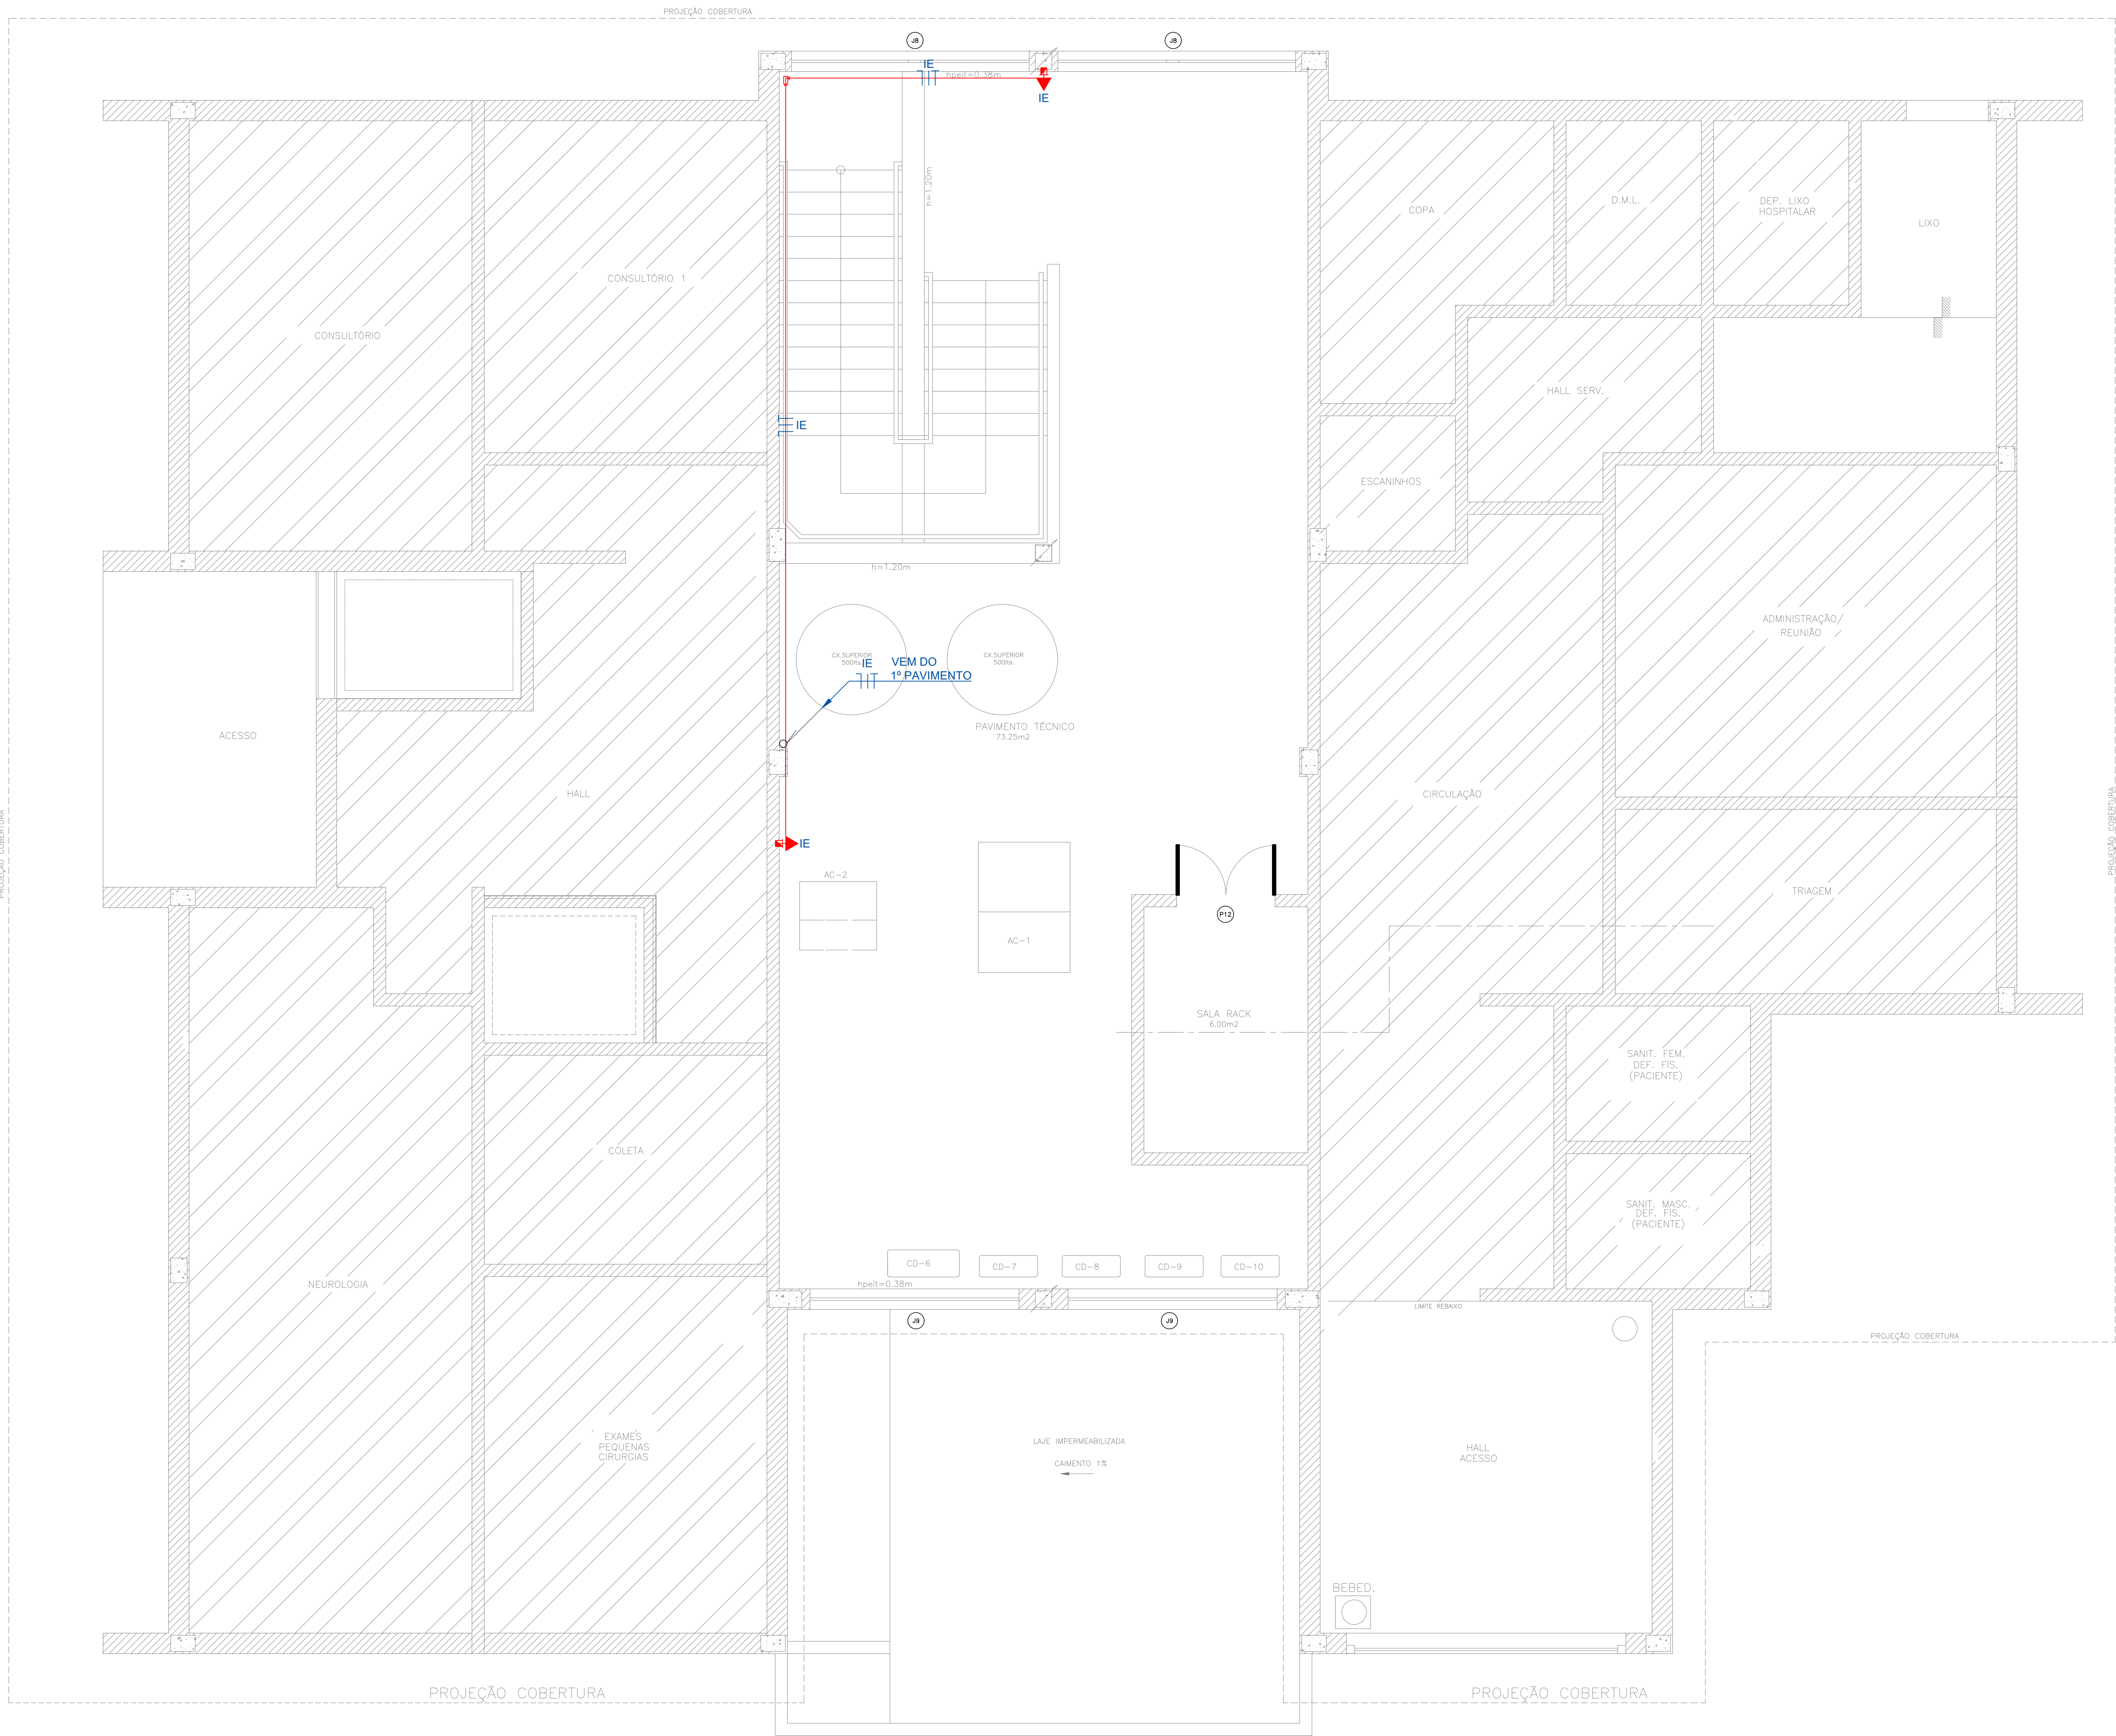 PROJEÇÃO COBERTURA
J8
J8
IE
hpeit=0.38m
IE
h=1.20m
COPA
D.M.L.
DEP. LIXO
HOSPITALAR
LIXO
CONSULTÓRIO 1
CONSULTÓRIO
HALL SERV.
IE
ESCANINHOS
h=1.20m
ADMINISTRAÇÃO/
REUNIÃO
CX.SUPERIOR
500lts.
CX.SUPERIOR
500lts.
IE
VEM DO
1º PAVIMENTO
PAVIMENTO TÉCNICO
73.25m2
ACESSO
HALL
CIRCULAÇÃO
PROJEÇÃO COBERTURA
PROJEÇÃO COBERTURA
IE
AC-2
AC-1
TRIAGEM
P12
SALA RACK
6.00m2
SANIT. FEM.
DEF. FÍS.
(PACIENTE)
COLETA
SANIT. MASC.
DEF. FÍS.
(PACIENTE)
CD-6
CD-7
CD-8
CD-9
CD-10
NEUROLOGIA
hpeit=0.38m
LIMITE REBAIXO
J9
J9
PROJEÇÃO COBERTURA
EXAMES
PEQUENAS
CIRURGIAS
LAJE IMPERMEABILIZADA
CAIMENTO 1%
HALL
ACESSO
BEBED.
PROJEÇÃO COBERTURA
PROJEÇÃO COBERTURA